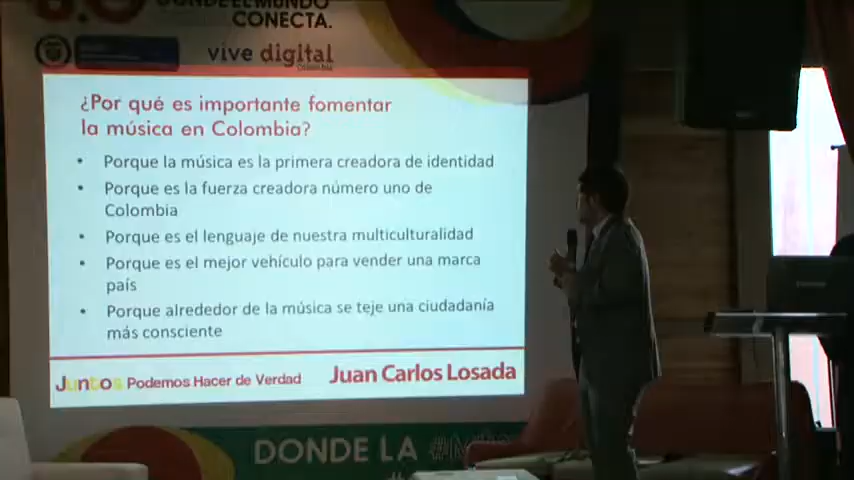 CONECTA.
vive digital
Colombia
¿Por qué es importante fomentar
la música en Colombia?
• Porque la música es la primera creadora de identidad
• Porque es la fuerza creadora número uno de
Colombia
• Porque es el lenguaje de nuestra multiculturalidad
• Porque es el mejor vehículo para vender una marca
país
• Porque alrededor de la música se teje una ciudadanía
más consciente
Juntos Podemos Hacer de Verdad
Juan Carlos Losada
DONDE LA